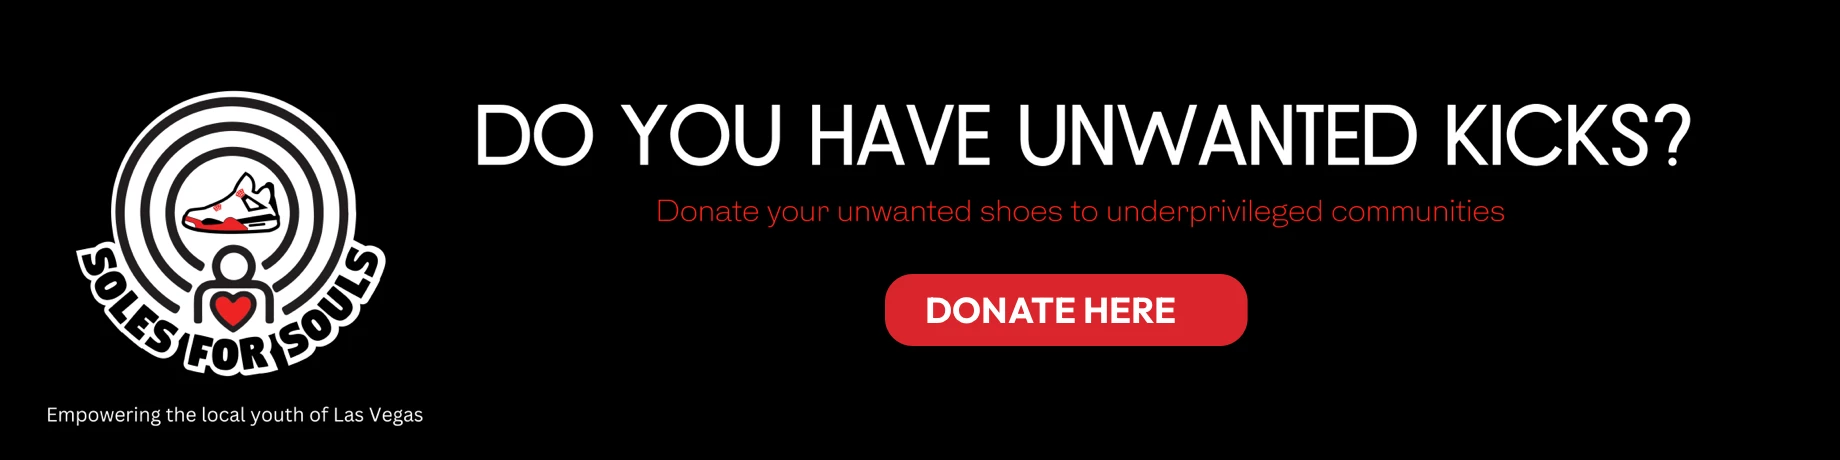 SOLES FOR SOULS
Empowering the local youth of Las Vegas
DO YOU HAVE UNWANTED KICKS?
Donate your unwanted shoes to underprivileged communities
DONATE HERE